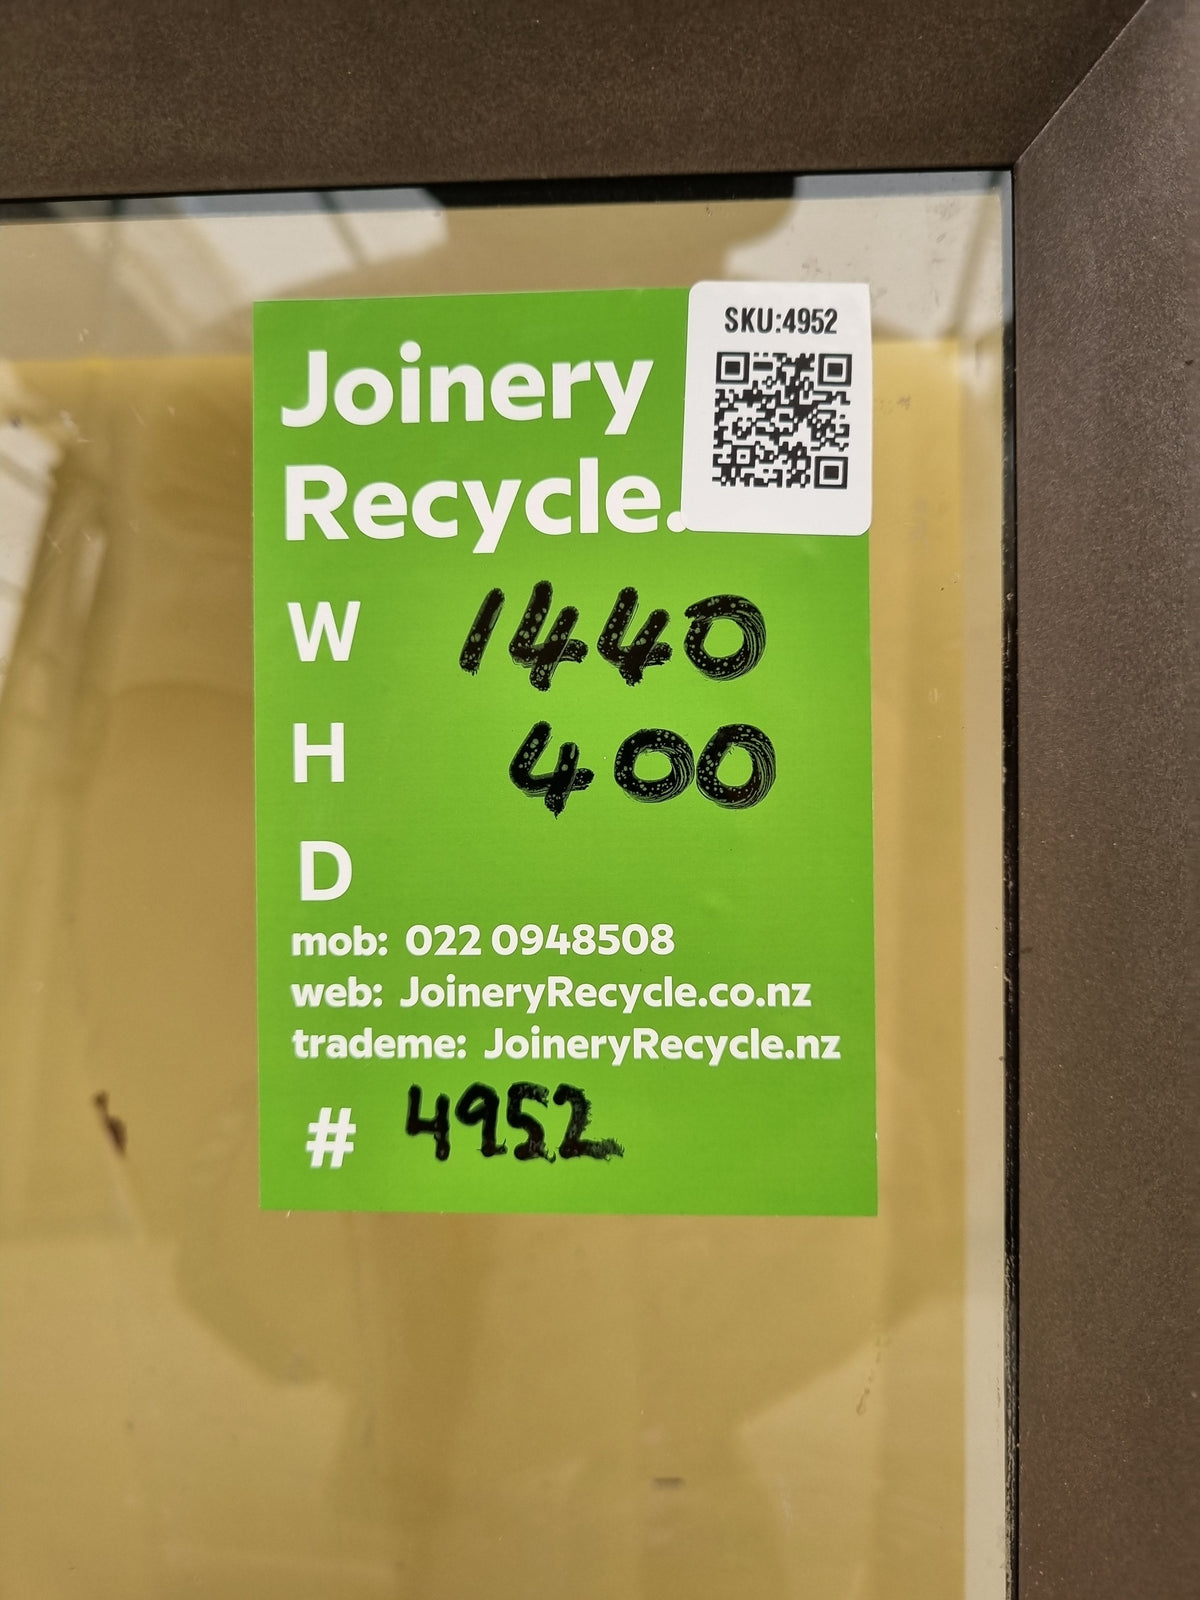 SKU:4952
Joinery
Recycle.
W 1440
H 400
D
mob: 022 0948508
web: JoineryRecycle.co.nz
trademe: JoineryRecycle.nz
# 4952